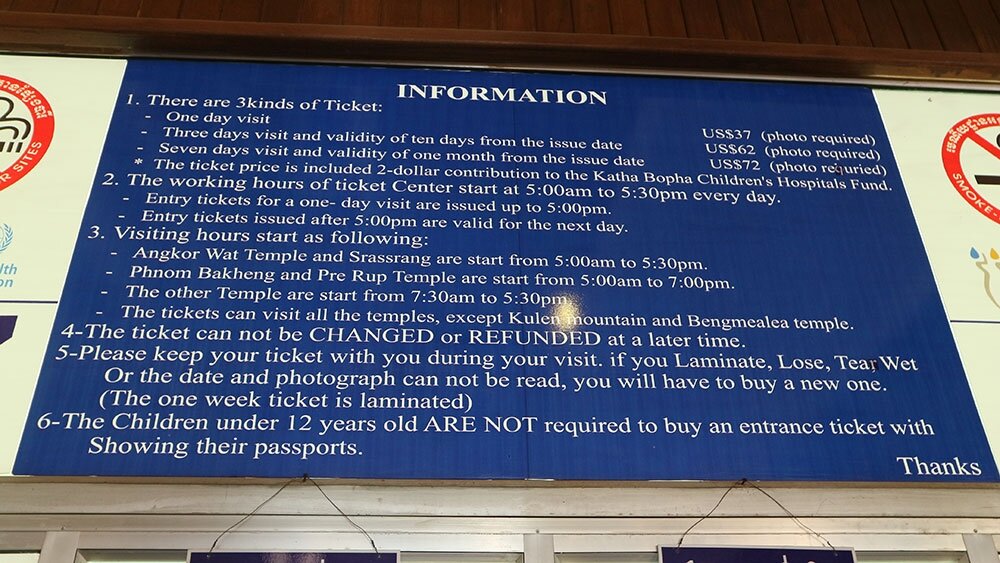 INFORMATION
1. There are 3kinds of Ticket:
- One day visit US$37 (photo required)
- Three days visit and validity of ten days from the issue date US$62 (photo required)
- Seven days visit and validity of one month from the issue date US$72 (photo requried)
* The ticket price is included 2-dollar contribution to the Katha Bopha Children's Hospitals Fund.
2. The working hours of ticket Center start at 5:00am to 5:30pm every day.
- Entry tickets for a one- day visit are issued up to 5:00pm.
- Entry tickets issued after 5:00pm are valid for the next day.
3. Visiting hours start as following:
- Angkor Wat Temple and Srassrang are start from 5:00am to 5:30pm.
- Phnom Bakheng and Pre Rup Temple are start from 5:00am to 7:00pm.
- The other Temple are start from 7:30am to 5:30pm.
- The tickets can visit all the temples, except Kulen mountain and Bengmealea temple.
4-The ticket can not be CHANGED or REFUNDED at a later time.
5-Please keep your ticket with you during your visit. if you Laminate, Lose, Tear Wet
Or the date and photograph can not be read, you will have to buy a new one.
(The one week ticket is laminated)
6-The Children under 12 years old ARE NOT required to buy an entrance ticket with
Showing their passports.
Thanks
R SITES
lth
on
SMOKE-